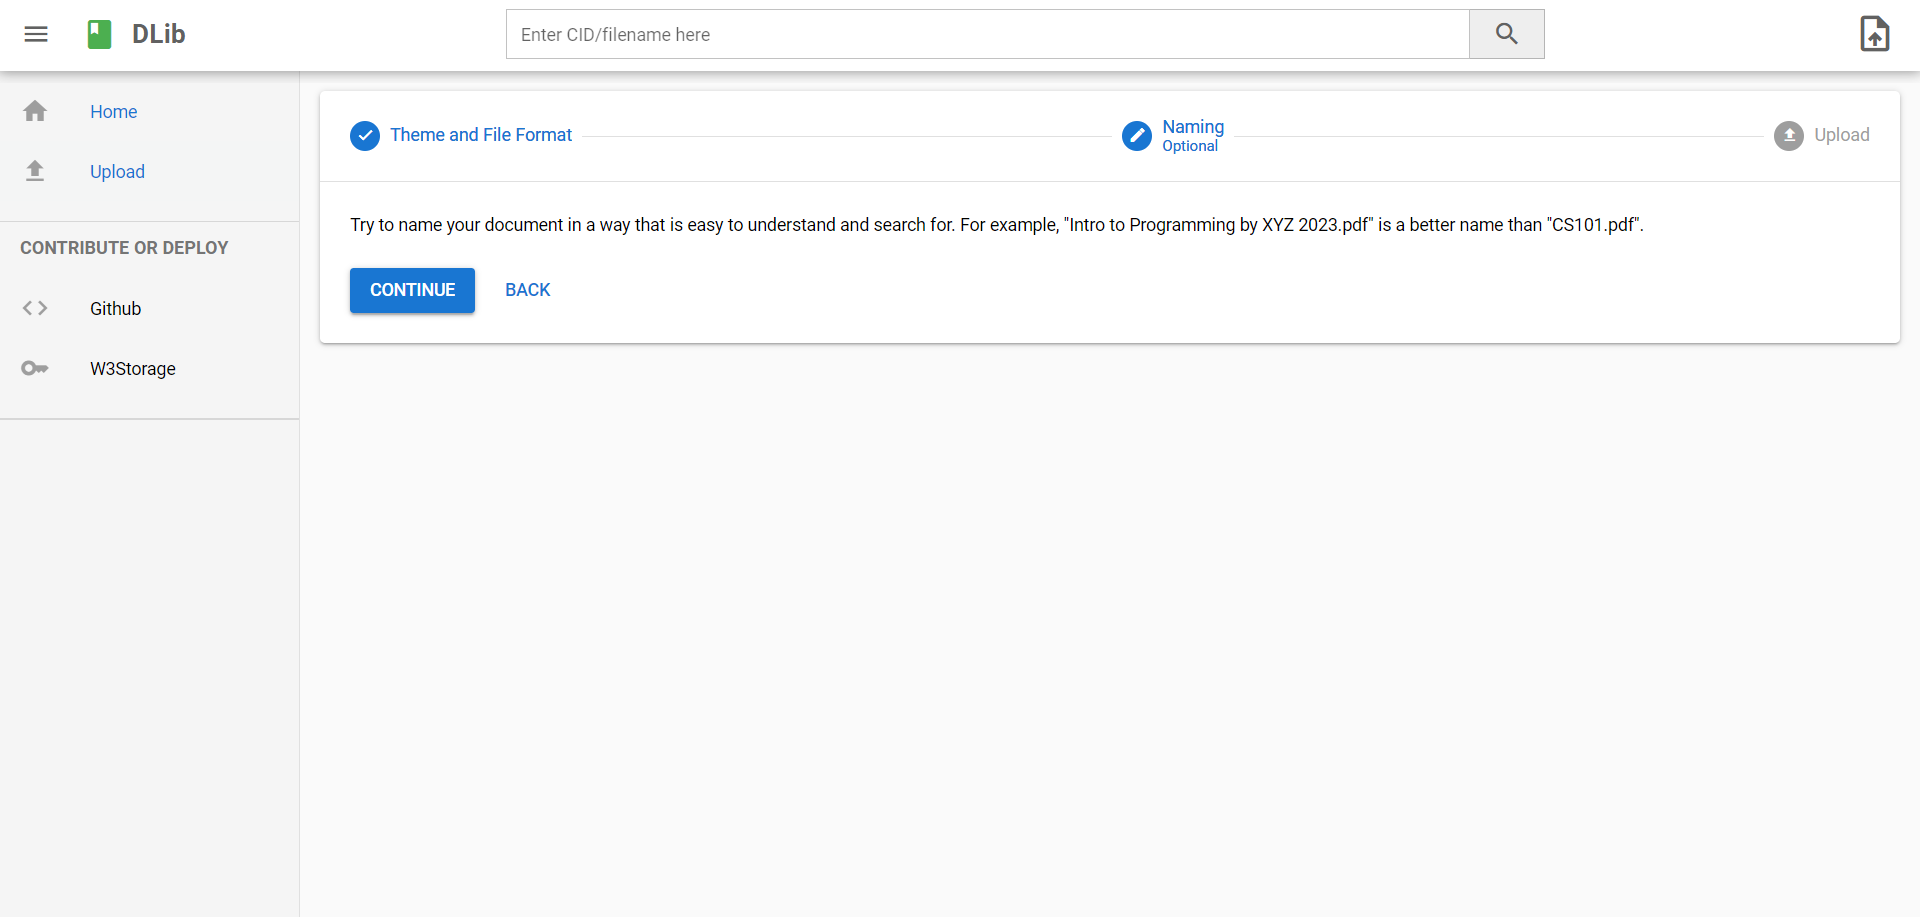 DLib
Enter CID/filename here
Home
Upload
CONTRIBUTE OR DEPLOY
Github
W3Storage
Theme and File Format
Naming
Optional
Upload
Try to name your document in a way that is easy to understand and search for. For example, "Intro to Programming by XYZ 2023.pdf" is a better name than "CS101.pdf".
CONTINUE
BACK